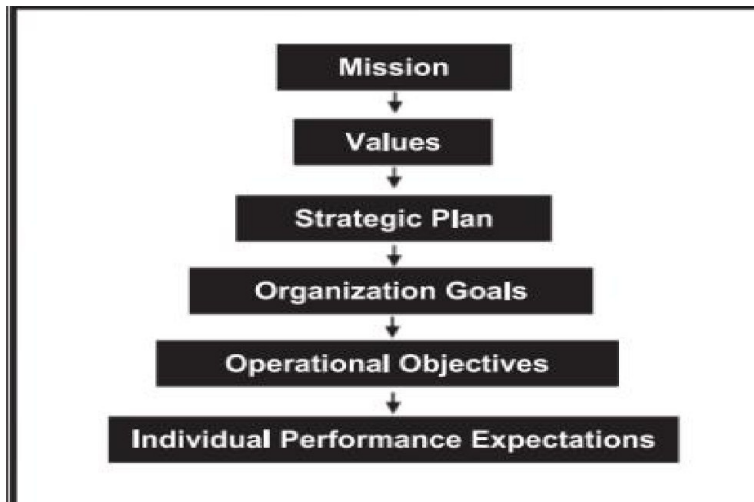 Mission
Values
Strategic Plan
Organization Goals
Operational Objectives
Individual Performance Expectations